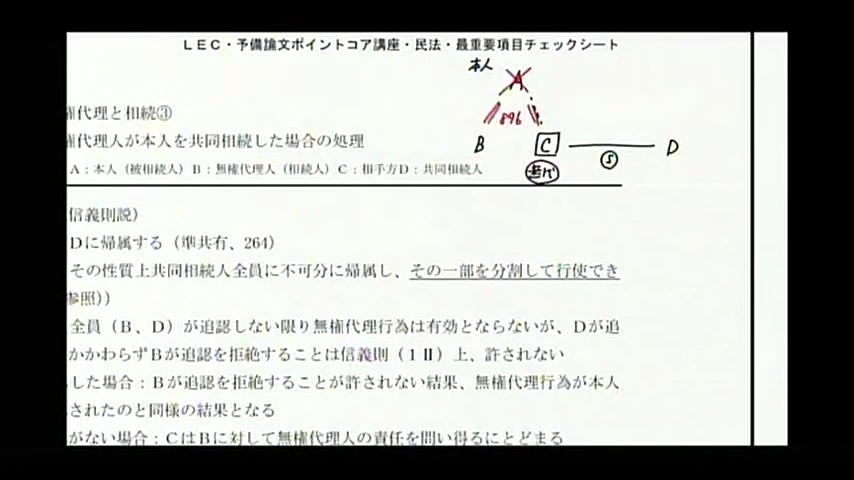 LEC・予備論文ポイントコア講座・民法・最重要項目チェックシート
本人 A
896
権代理と相続③
B C ⑤ D
無代
権代理人が本人を共同相続した場合の処理
A:本人(被相続人)B:無権代理人(相続人)C:相手方D:共同相続人
信義則説)
Dに帰属する(準共有、264)
その性質上共同相続人全員に不可分に帰属し、その一部を分割して行使でき
参照))
全員(B、D)が追認しない限り無権代理行為は有効とならないが、Dが追
かかわらずBが追認を拒絶することは信義則(1Ⅱ)上、許されない
した場合:Bが追認を拒絶することが許されない結果、無権代理行為が本人
されたのと同様の結果となる
がない場合:CはBに対して無権代理人の責任を問い得るにとどまる